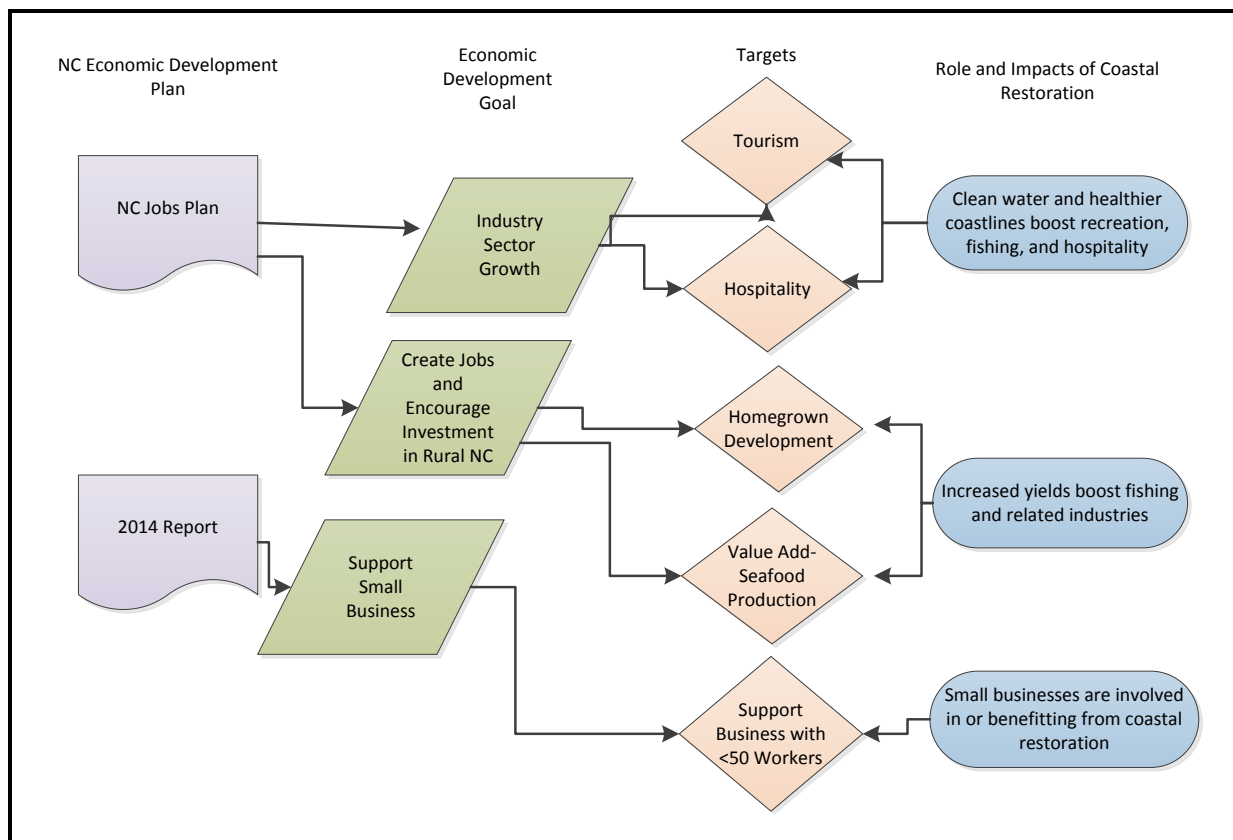 NC Economic Development
Plan
Economic
Development
Goal
Targets
Role and Impacts of Coastal
Restoration
NC Jobs Plan
Industry
Sector
Growth
Tourism
Hospitality
Clean water and healthier
coastlines boost recreation,
fishing, and hospitality
Create Jobs
and
Encourage
Investment
in Rural NC
Homegrown
Development
Increased yields boost fishing
and related industries
2014 Report
Support
Small
Business
Value Add-
Seafood
Production
Support
Business with
<50 Workers
Small businesses are involved
in or benefitting from coastal
restoration